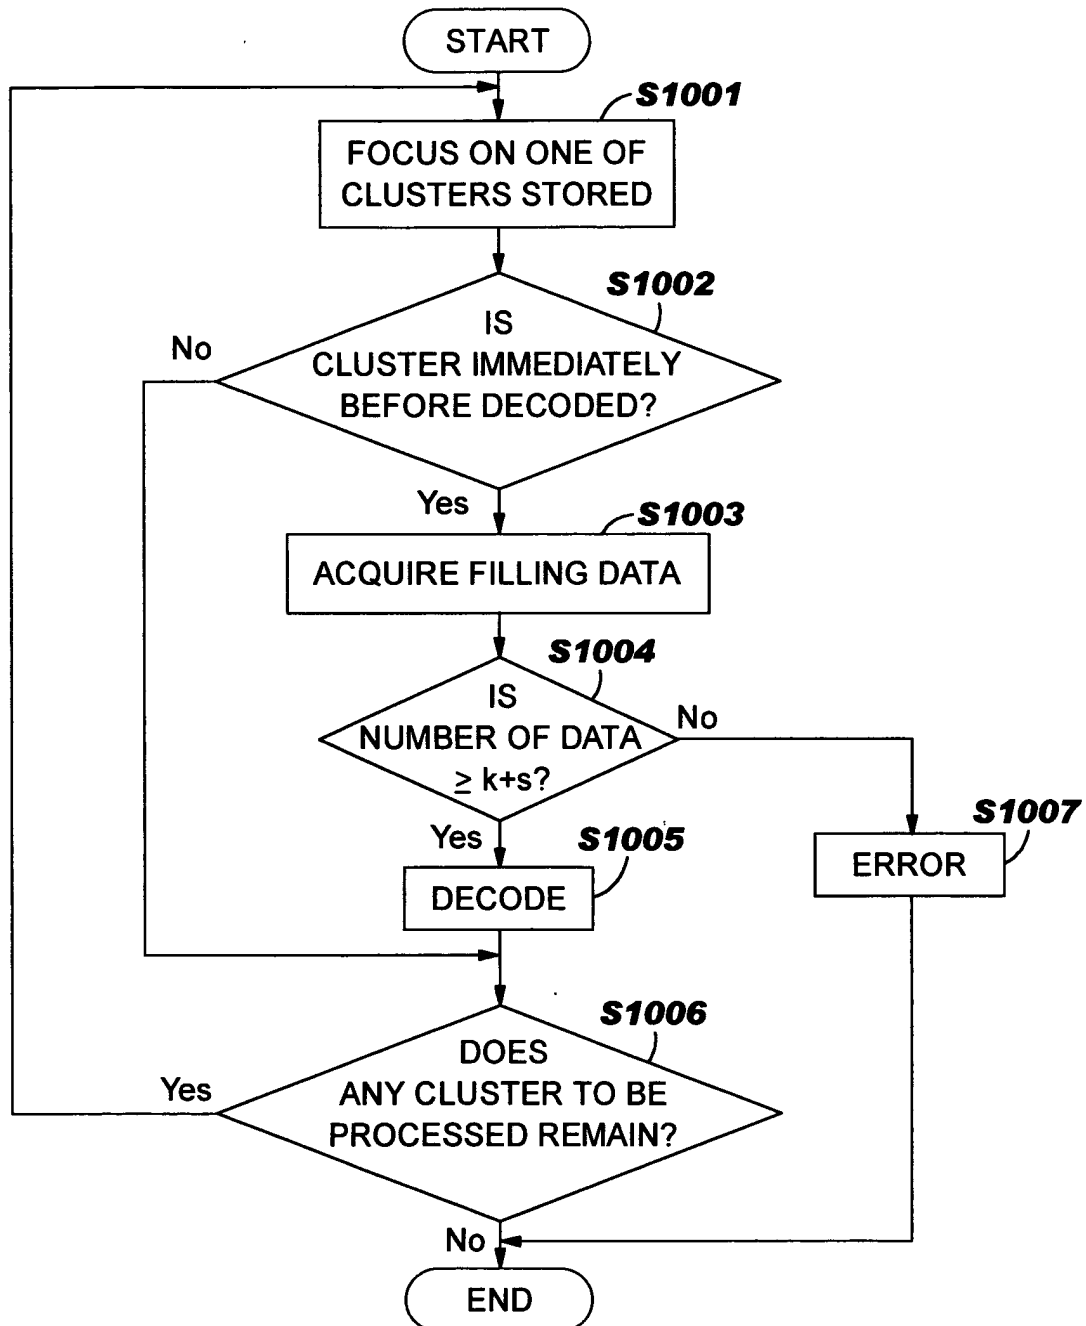 START
S1001
FOCUS ON ONE OF
CLUSTERS STORED
S1002
IS
CLUSTER IMMEDIATELY
BEFORE DECODED?
No
Yes
S1003
ACQUIRE FILLING DATA
S1004
IS
NUMBER OF DATA
≥ k+s?
No
Yes
S1005
DECODE
S1007
ERROR
S1006
DOES
ANY CLUSTER TO BE
PROCESSED REMAIN?
Yes
No
END